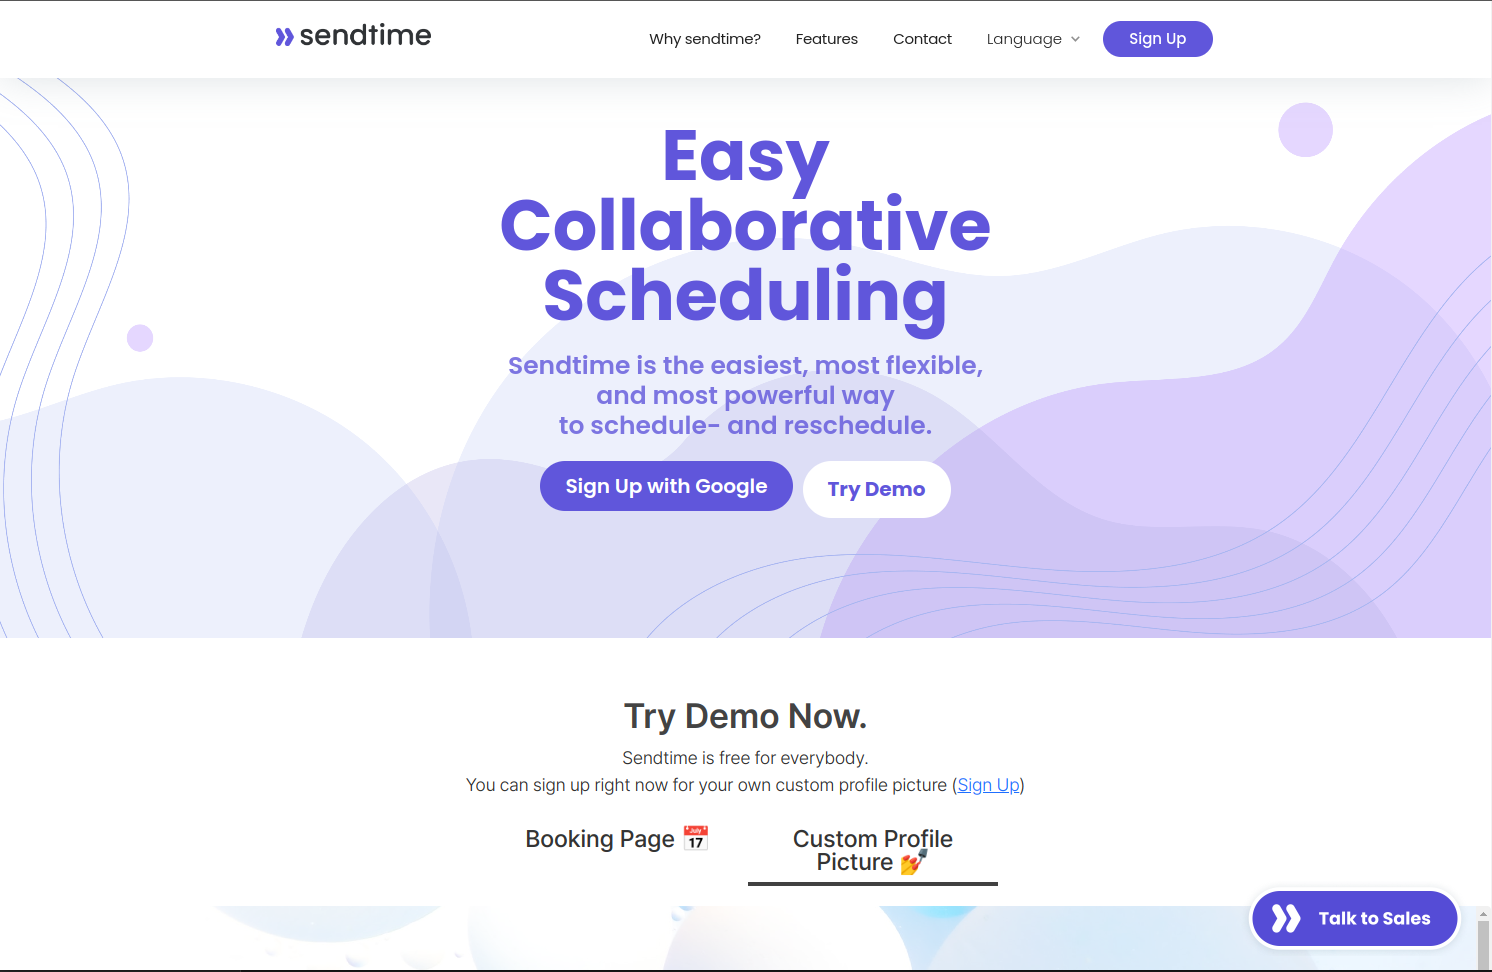 sendtime
Why sendtime?
Features
Contact
Language
Sign Up
Easy
Collaborative
Scheduling
Sendtime is the easiest, most flexible,
and most powerful way
to schedule- and reschedule.
Sign Up with Google
Try Demo
Try Demo Now.
Sendtime is free for everybody.
You can sign up right now for your own custom profile picture (Sign Up)
Booking Page 📅
Custom Profile
Picture 💅
Talk to Sales